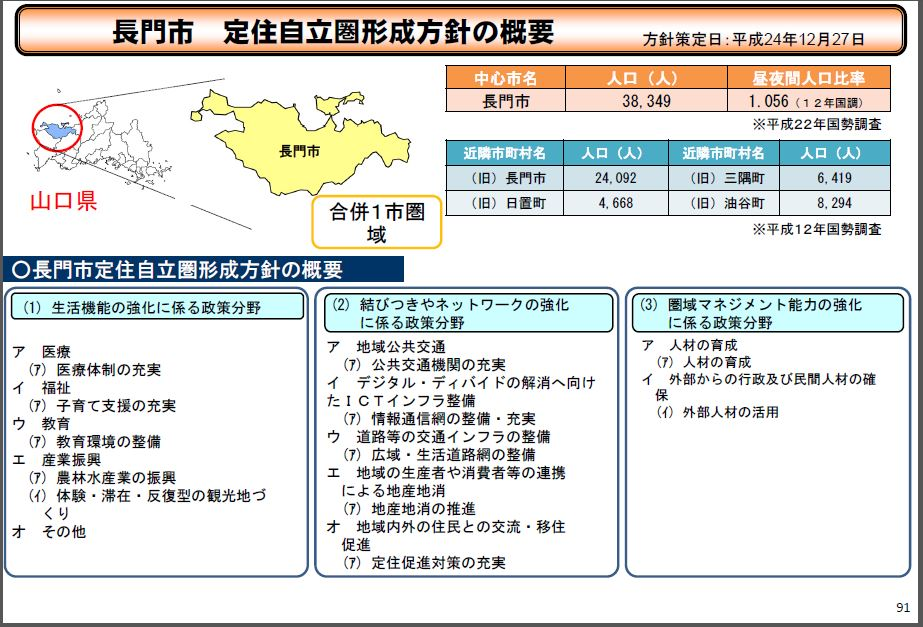 長門市　定住自立圏形成方針の概要
方針策定日：平成24年12月27日
中心市名 人口（人） 昼夜間人口比率
長門市 38,349 1.056（１２年国調）
※平成２２年国勢調査
近隣市町村名 人口（人） 近隣市町村名 人口（人）
（旧）長門市 24,092 （旧）三隅町 6,419
（旧）日置町 4,668 （旧）油谷町 8,294
※平成１２年国勢調査
長門市
山口県
合併１市圏
域
〇長門市定住自立圏形成方針の概要
(1) 生活機能の強化に係る政策分野
ア　医療
(ｱ) 医療体制の充実
イ　福祉
(ｱ) 子育て支援の充実
ウ　教育
(ｱ) 教育環境の整備
エ　産業振興
(ｱ) 農林水産業の振興
(ｲ) 体験・滞在・反復型の観光地づ
くり
オ　その他
(2) 結びつきやネットワークの強化
に係る政策分野
ア　地域公共交通
(ｱ) 公共交通機関の充実
イ　デジタル・ディバイドの解消へ向け
たＩＣＴインフラ整備
(ｱ) 情報通信網の整備・充実
ウ　道路等の交通インフラの整備
(ｱ) 広域・生活道路網の整備
エ　地域の生産者や消費者等の連携
による地産地消
(ｱ) 地産地消の推進
オ　地域内外の住民との交流・移住
促進
(ｱ) 定住促進対策の充実
(3) 圏域マネジメント能力の強化
に係る政策分野
ア　人材の育成
(ｱ) 人材の育成
イ　外部からの行政及び民間人材の確
保
(ｲ) 外部人材の活用
91